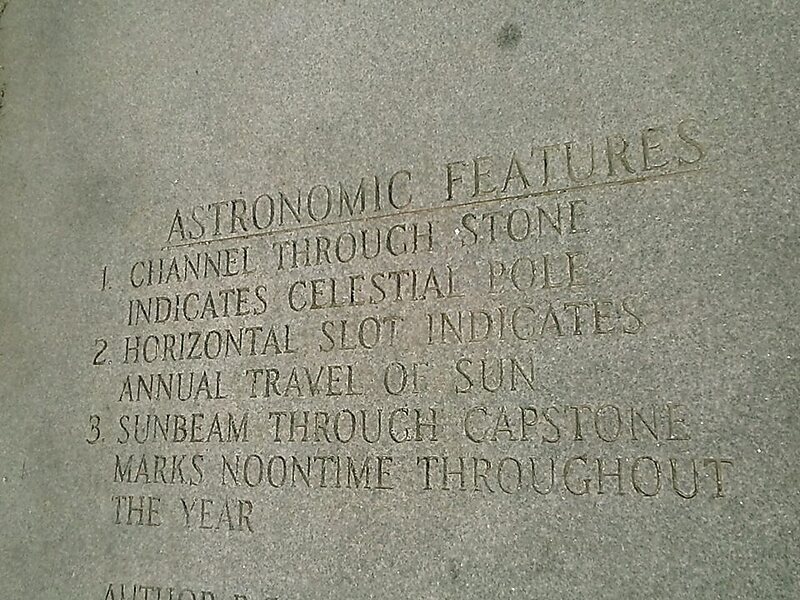 ASTRONOMIC FEATURES
1. CHANNEL THROUGH STONE
INDICATES CELESTIAL POLE
2. HORIZONTAL SLOT INDICATES
ANNUAL TRAVEL OF SUN
3. SUNBEAM THROUGH CAPSTONE
MARKS NOONTIME THROUGHOUT
THE YEAR
AUTHOR: